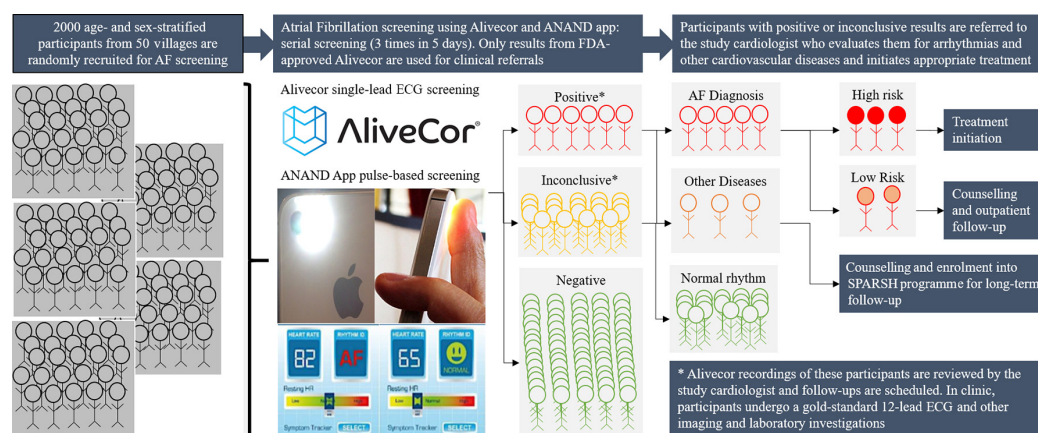 2000 age- and sex-stratified
participants from 50 villages are
randomly recruited for AF screening
Atrial Fibrillation screening using Alivecor and ANAND app:
serial screening (3 times in 5 days). Only results from FDA-
approved Alivecor are used for clinical referrals
Participants with positive or inconclusive results are referred to
the study cardiologist who evaluates them for arrhythmias and
other cardiovascular diseases and initiates appropriate treatment
Alivecor single-lead ECG screening
AliveCor®
ANAND App pulse-based screening
HEART RATE
RHYTHM ID
82
AF
Resting HR
Low
Normal
High
Symptom Tracker
SELECT
HEART RATE
RHYTHM ID
65
NORMAL
Resting HR
Low
Normal
High
Symptom Tracker
SELECT
Positive*
Inconclusive*
Negative
AF Diagnosis
Other Diseases
Normal rhythm
High risk
Low Risk
Treatment
initiation
Counselling
and outpatient
follow-up
Counselling and enrolment into
SPARSH programme for long-term
follow-up
* Alivecor recordings of these participants are reviewed by the
study cardiologist and follow-ups are scheduled. In clinic,
participants undergo a gold-standard 12-lead ECG and other
imaging and laboratory investigations